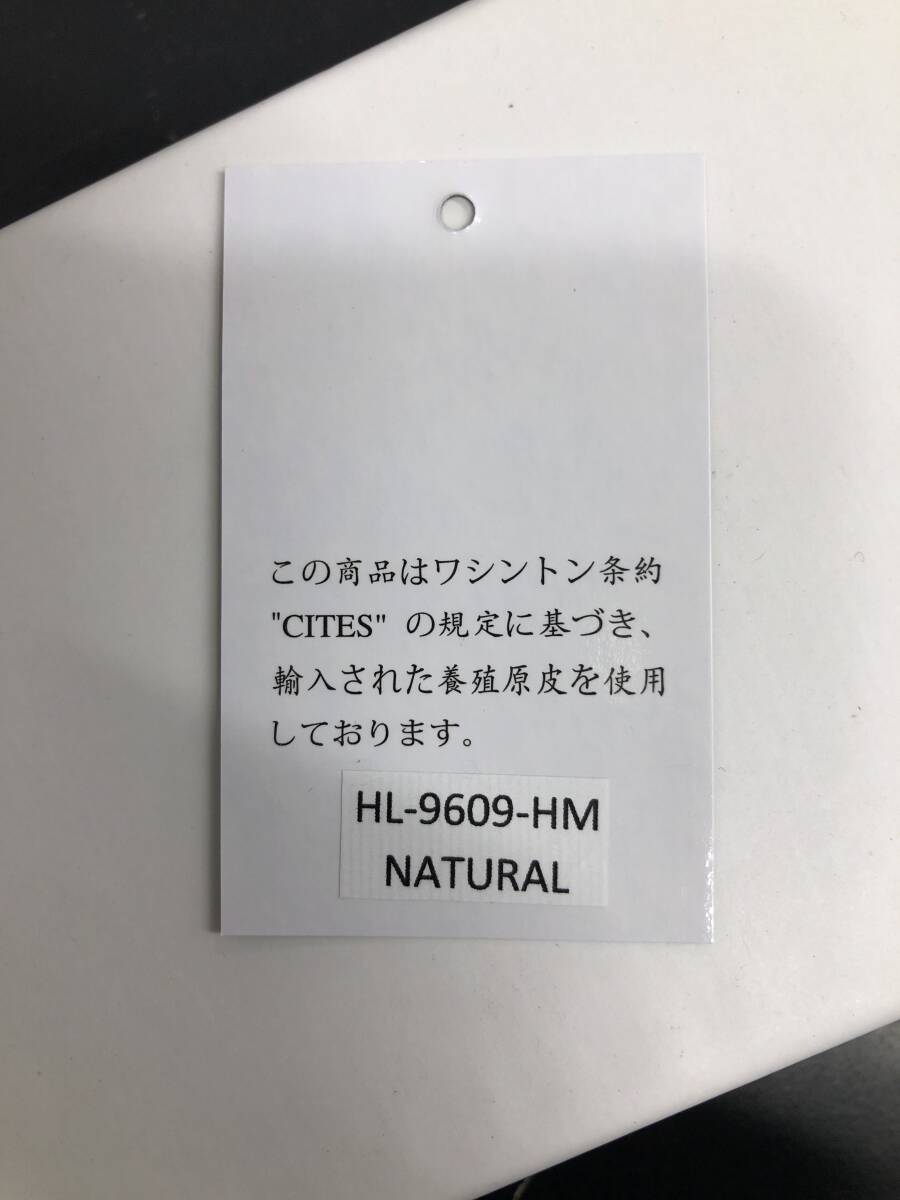 この商品はワシントン条約
"CITES" の規定に基づき、
輸入された養殖原皮を使用
しております。
HL-9609-HM
NATURAL